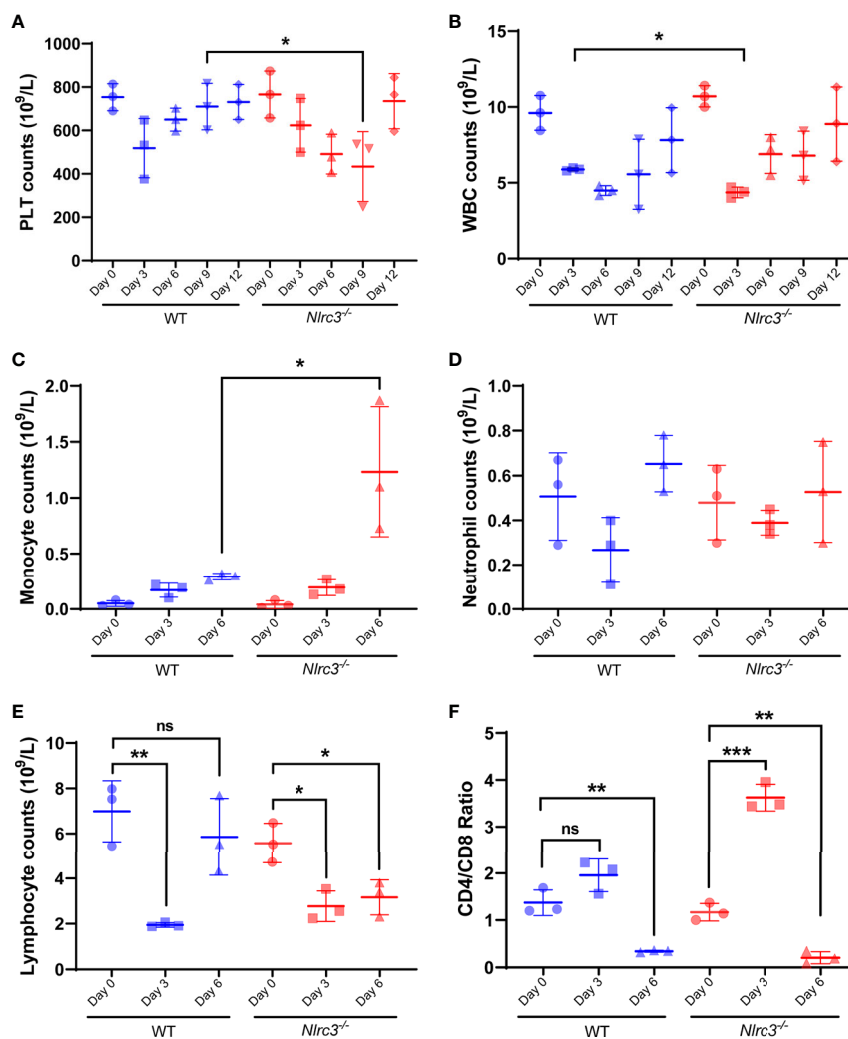 A
PLT counts (10⁹/L)
1000
800
600
400
200
0
*
Day 0 Day 3 Day 6 Day 9 Day 12 Day 0 Day 3 Day 6 Day 9 Day 12
WT Nlrc3-/-
B
WBC counts (10⁹/L)
15
10
5
0
*
Day 0 Day 3 Day 6 Day 9 Day 12 Day 0 Day 3 Day 6 Day 9 Day 12
WT Nlrc3-/-
C
Monocyte counts (10⁹/L)
2.0
1.5
1.0
0.5
0.0
*
Day 0 Day 3 Day 6 Day 0 Day 3 Day 6
WT Nlrc3-/-
D
Neutrophil counts (10⁹/L)
1.0
0.8
0.6
0.4
0.2
0.0
Day 0 Day 3 Day 6 Day 0 Day 3 Day 6
WT Nlrc3-/-
E
Lymphocyte counts (10⁹/L)
10
8
6
4
2
0
ns
**
*
*
Day 0 Day 3 Day 6 Day 0 Day 3 Day 6
WT Nlrc3-/-
F
CD4/CD8 Ratio
5
4
3
2
1
0
**
***
**
ns
Day 0 Day 3 Day 6 Day 0 Day 3 Day 6
WT Nlrc3-/-